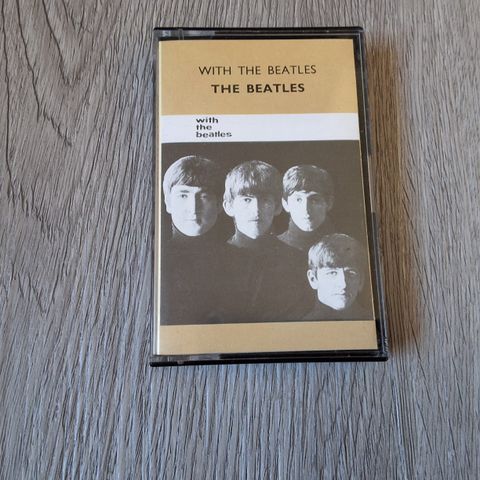 WITH THE BEATLES
THE BEATLES
with
the
beatles